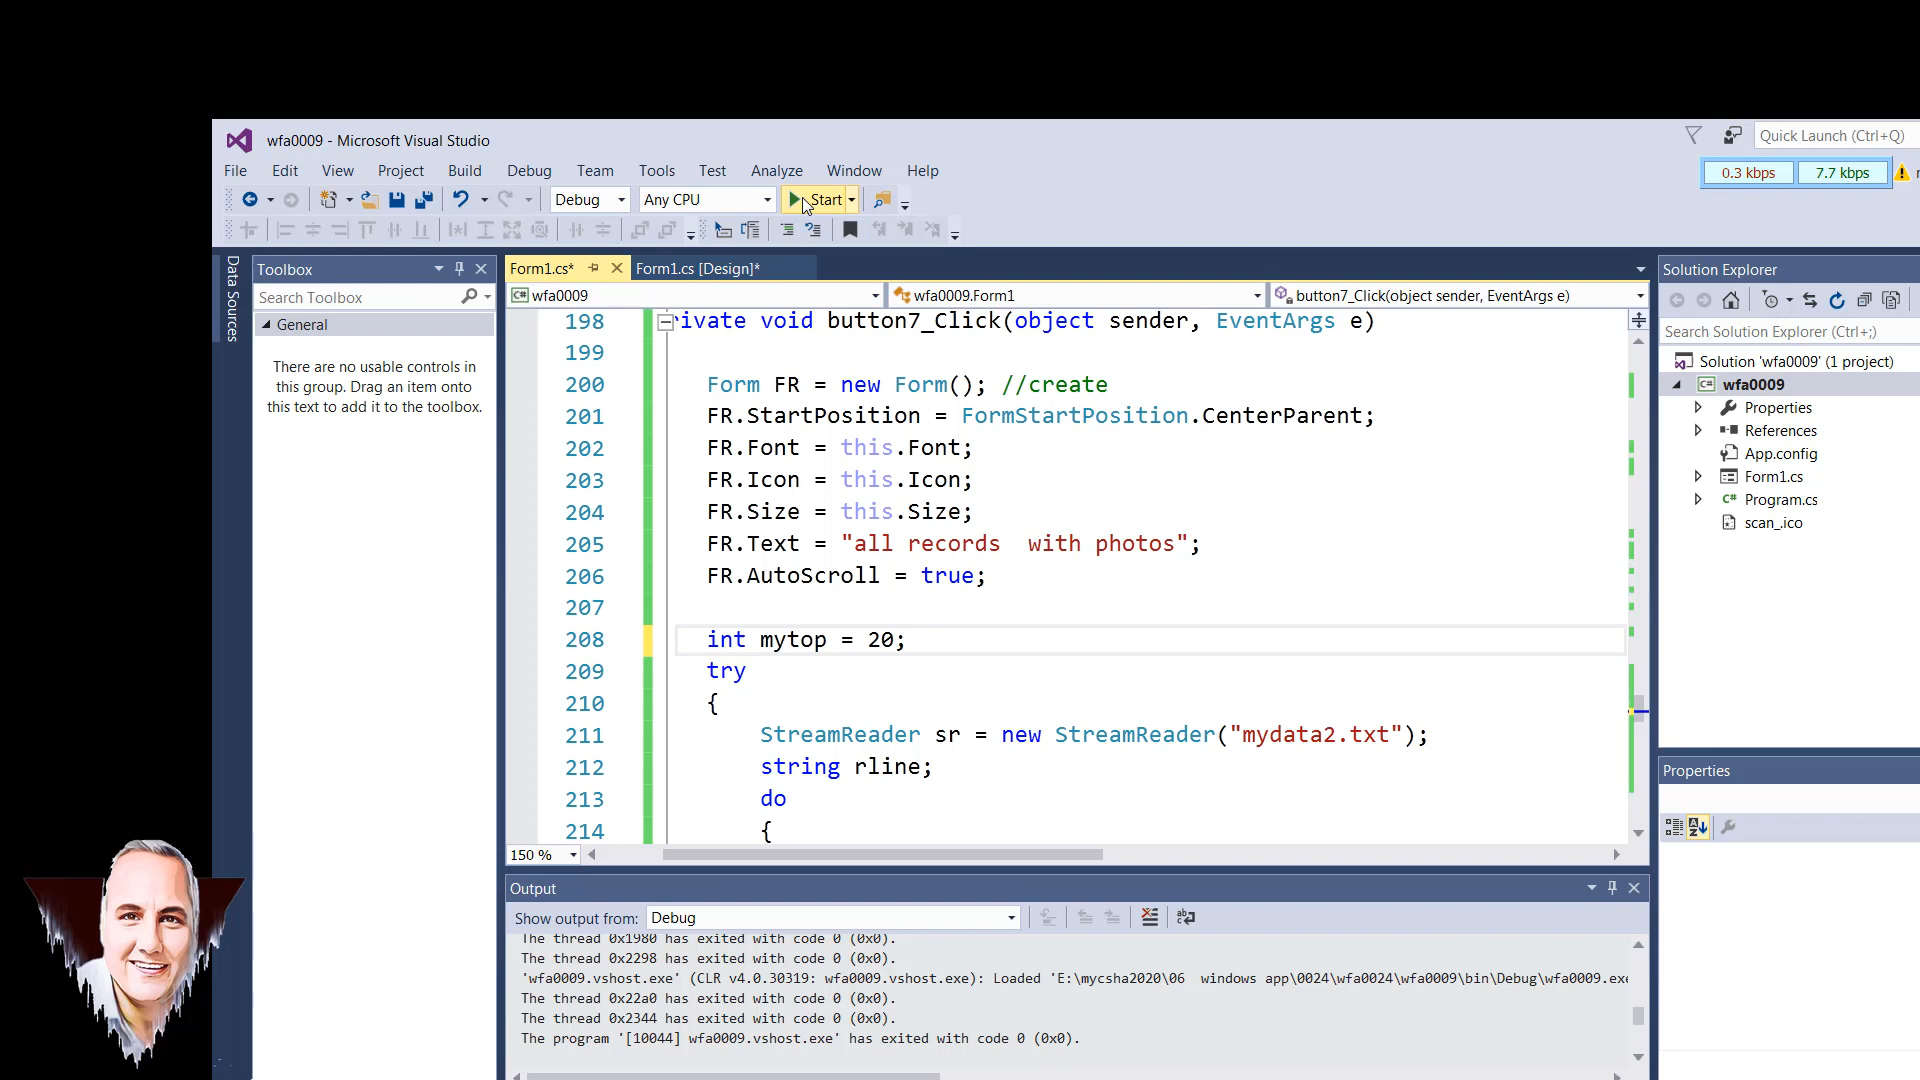 wfa0009 - Microsoft Visual Studio
Quick Launch (Ctrl+Q)
File Edit View Project Build Debug Team Tools Test Analyze Window Help
0.3 kbps 7.7 kbps
Debug Any CPU Start
Data Sources
Toolbox
Search Toolbox
General
There are no usable controls in
this group. Drag an item onto
this text to add it to the toolbox.
Form1.cs* Form1.cs [Design]*
wfa0009 wfa0009.Form1 button7_Click(object sender, EventArgs e)
198 rivate void button7_Click(object sender, EventArgs e)
199
200 Form FR = new Form(); //create
201 FR.StartPosition = FormStartPosition.CenterParent;
202 FR.Font = this.Font;
203 FR.Icon = this.Icon;
204 FR.Size = this.Size;
205 FR.Text = "all records  with photos";
206 FR.AutoScroll = true;
207
208 int mytop = 20;
209 try
210 {
211 StreamReader sr = new StreamReader("mydata2.txt");
212 string rline;
213 do
214 {
150 %
Solution Explorer
Search Solution Explorer (Ctrl+;)
Solution 'wfa0009' (1 project)
C# wfa0009
Properties
References
App.config
Form1.cs
C# Program.cs
scan_.ico
Properties
Output
Show output from: Debug
The thread 0x1980 has exited with code 0 (0x0).
The thread 0x2298 has exited with code 0 (0x0).
'wfa0009.vshost.exe' (CLR v4.0.30319: wfa0009.vshost.exe): Loaded 'E:\mycsha2020\06  windows app\0024\wfa0024\wfa0009\bin\Debug\wfa0009.exe
The thread 0x22a0 has exited with code 0 (0x0).
The thread 0x2344 has exited with code 0 (0x0).
The program '[10044] wfa0009.vshost.exe' has exited with code 0 (0x0).